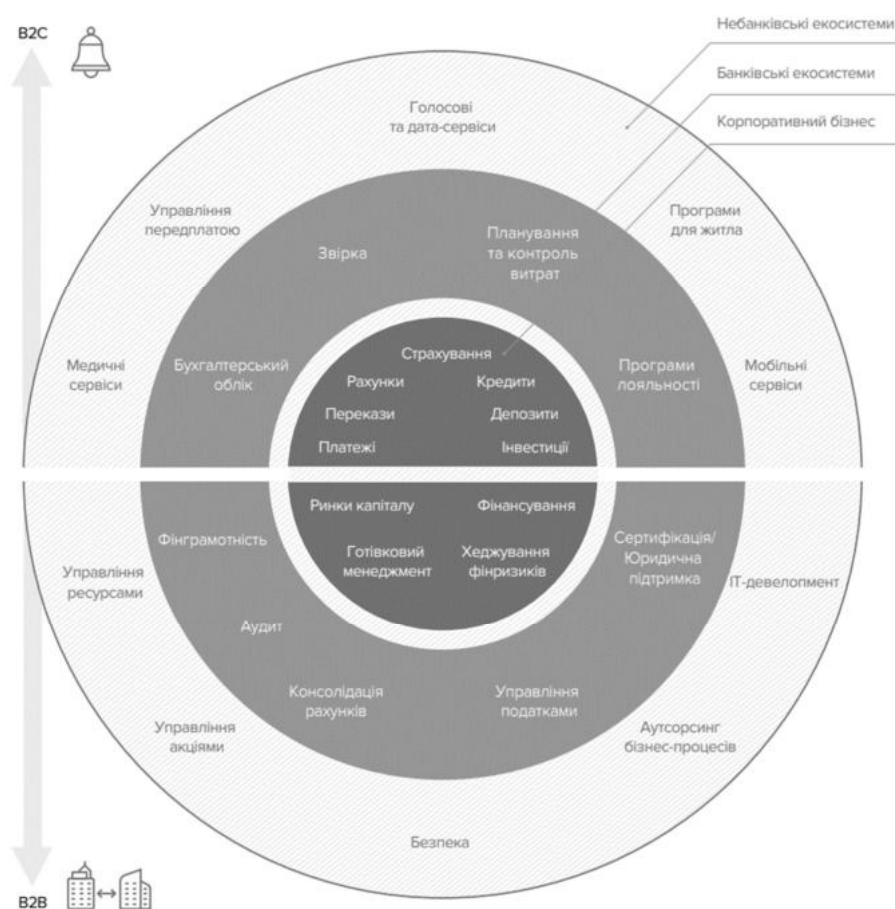 B2C
Небанківські екосистеми
Банківські екосистеми
Корпоративний бізнес
Голосові
та дата-сервіси
Управління
передплатою
Програми
для житла
Звірка
Планування
та контроль
витрат
Медичні
сервіси
Бухгалтерський
облік
Страхування
Рахунки
Кредити
Перекази
Депозити
Платежі
Інвестиції
Програми
лояльності
Мобільні
сервіси
Ринки капіталу
Фінансування
Готівковий
менеджмент
Хеджування
фінризиків
Фінграмотність
Сертифікація/
Юридична
підтримка
Управління
ресурсами
ІТ-девелопмент
Аудит
Консолідація
рахунків
Управління
податками
Управління
акціями
Аутсорсинг
бізнес-процесів
Безпека
B2B